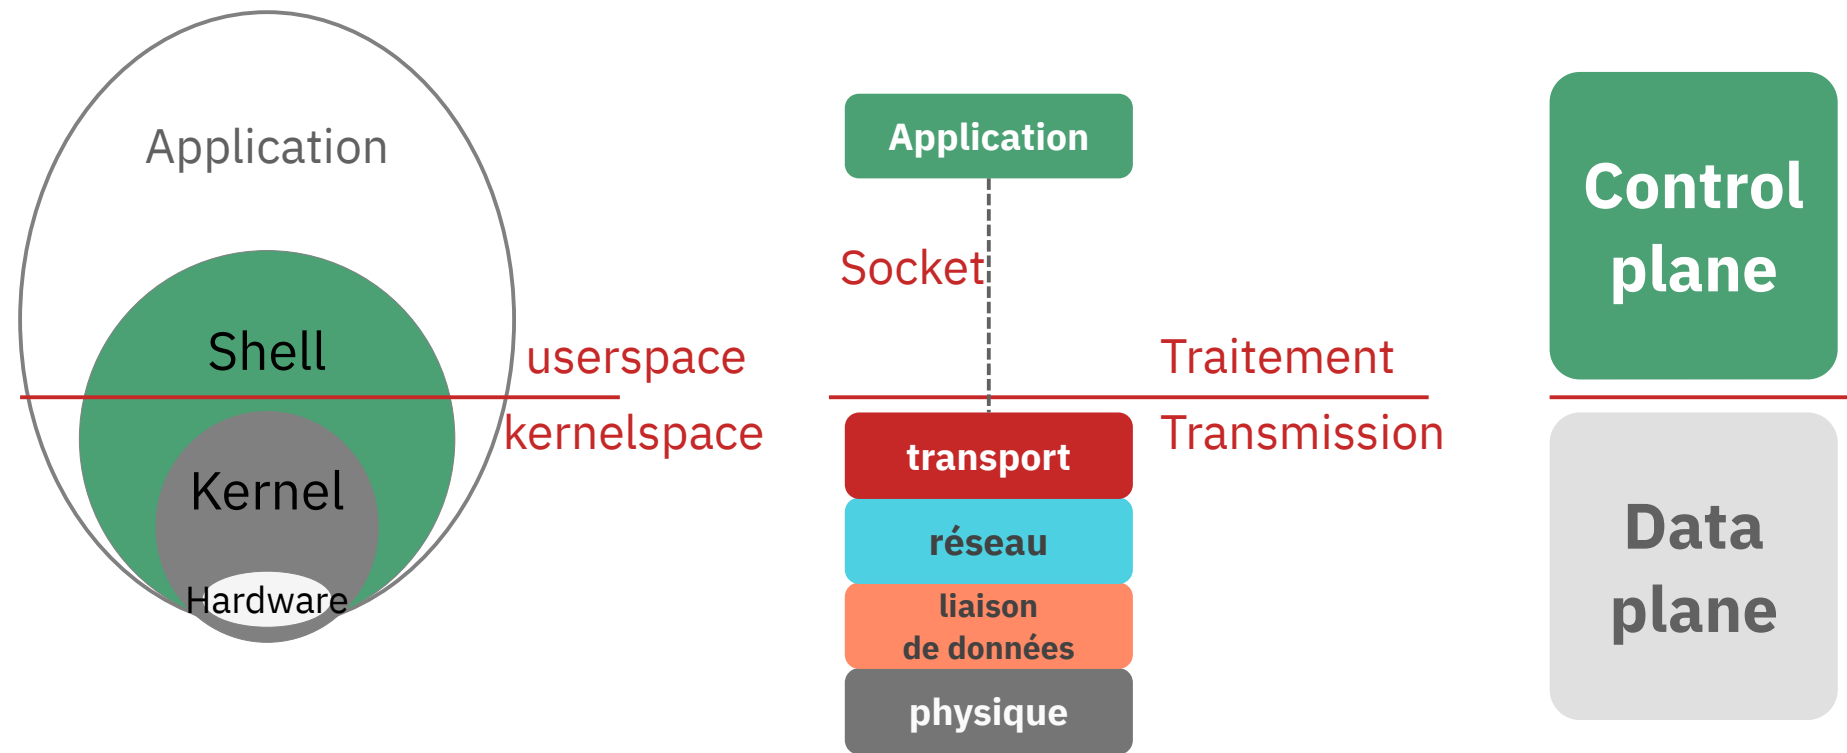 Application
Shell
Kernel
Hardware
userspace
kernelspace
Application
Socket
Traitement
Transmission
transport
réseau
liaison
de données
physique
Control
plane
Data
plane